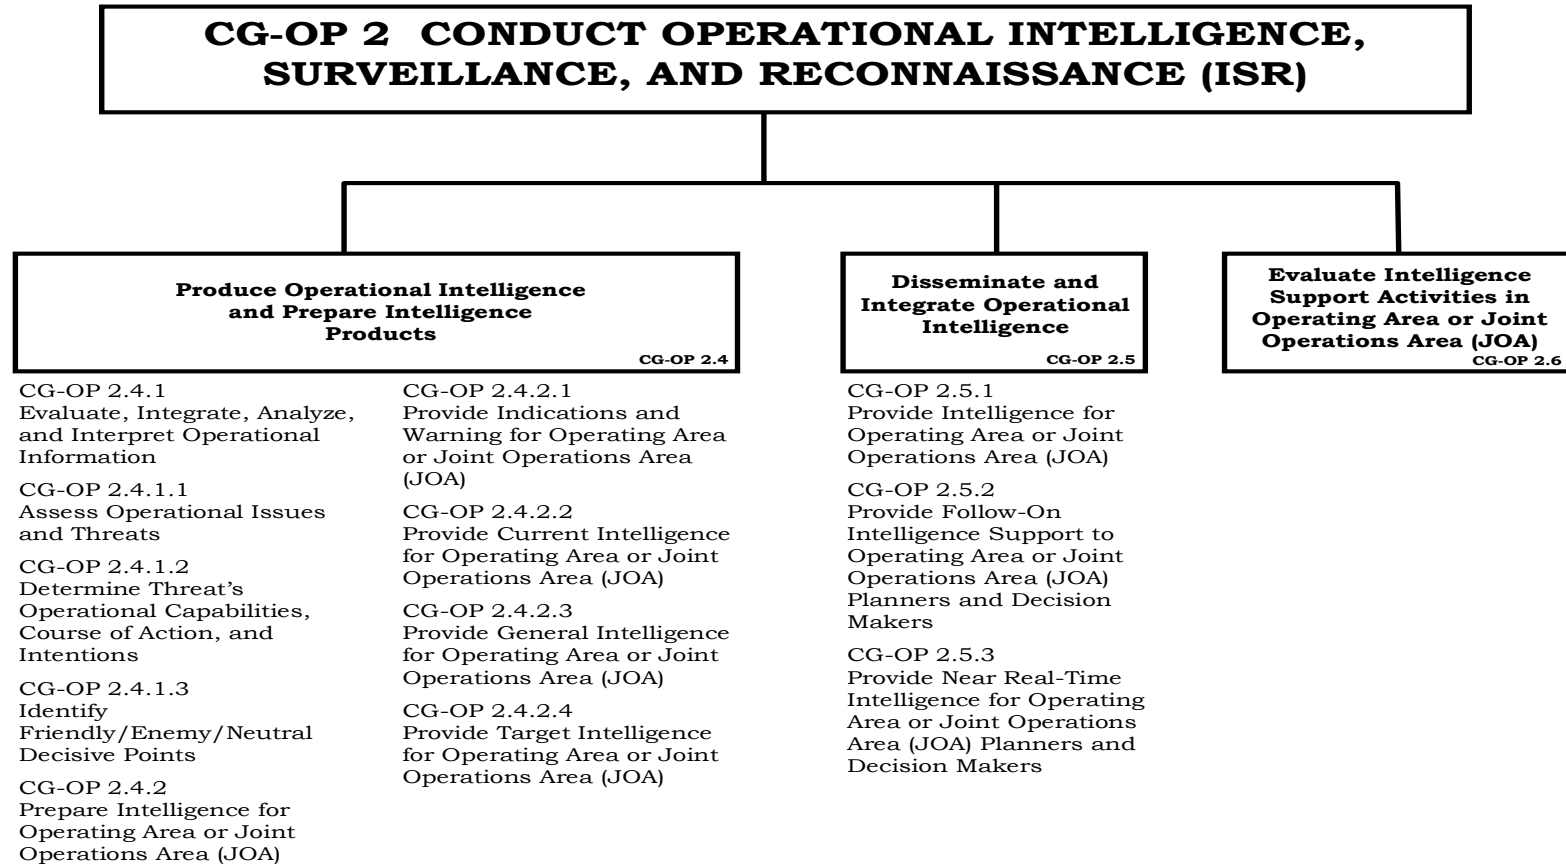 CG-OP 2 CONDUCT OPERATIONAL INTELLIGENCE,
SURVEILLANCE, AND RECONNAISSANCE (ISR)
Produce Operational Intelligence
and Prepare Intelligence
Products
CG-OP 2.4
CG-OP 2.4.1
Evaluate, Integrate, Analyze,
and Interpret Operational
Information
CG-OP 2.4.1.1
Assess Operational Issues
and Threats
CG-OP 2.4.1.2
Determine Threat’s
Operational Capabilities,
Course of Action, and
Intentions
CG-OP 2.4.1.3
Identify
Friendly/Enemy/Neutral
Decisive Points
CG-OP 2.4.2
Prepare Intelligence for
Operating Area or Joint
Operations Area (JOA)
CG-OP 2.4.2.1
Provide Indications and
Warning for Operating Area
or Joint Operations Area
(JOA)
CG-OP 2.4.2.2
Provide Current Intelligence
for Operating Area or Joint
Operations Area (JOA)
CG-OP 2.4.2.3
Provide General Intelligence
for Operating Area or Joint
Operations Area (JOA)
CG-OP 2.4.2.4
Provide Target Intelligence
for Operating Area or Joint
Operations Area (JOA)
Disseminate and
Integrate Operational
Intelligence
CG-OP 2.5
CG-OP 2.5.1
Provide Intelligence for
Operating Area or Joint
Operations Area (JOA)
CG-OP 2.5.2
Provide Follow-On
Intelligence Support to
Operating Area or Joint
Operations Area (JOA)
Planners and Decision
Makers
CG-OP 2.5.3
Provide Near Real-Time
Intelligence for Operating
Area or Joint Operations
Area (JOA) Planners and
Decision Makers
Evaluate Intelligence
Support Activities in
Operating Area or Joint
Operations Area (JOA)
CG-OP 2.6